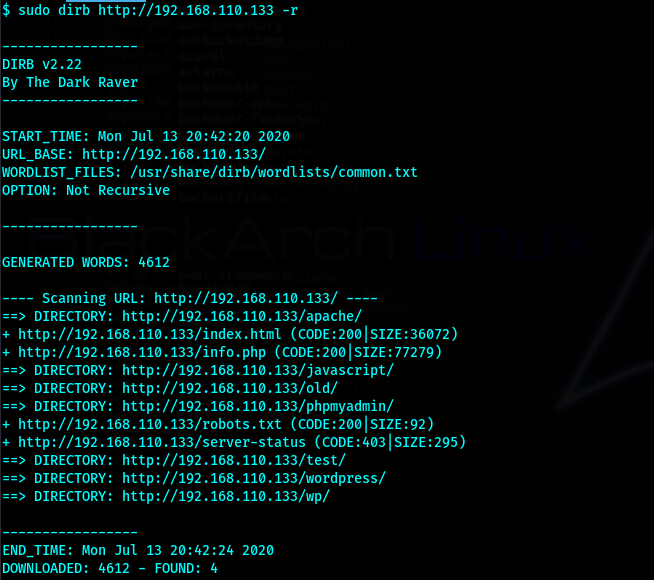 $ sudo dirb http://192.168.110.133 -r
-----------------
DIRB v2.22
By The Dark Raver
-----------------
START_TIME: Mon Jul 13 20:42:20 2020
URL_BASE: http://192.168.110.133/
WORDLIST_FILES: /usr/share/dirb/wordlists/common.txt
OPTION: Not Recursive
-----------------
BlackArch Linux
GENERATED WORDS: 4612
---- Scanning URL: http://192.168.110.133/ ----
==> DIRECTORY: http://192.168.110.133/apache/
+ http://192.168.110.133/index.html (CODE:200|SIZE:36072)
+ http://192.168.110.133/info.php (CODE:200|SIZE:77279)
==> DIRECTORY: http://192.168.110.133/javascript/
==> DIRECTORY: http://192.168.110.133/old/
==> DIRECTORY: http://192.168.110.133/phpmyadmin/
+ http://192.168.110.133/robots.txt (CODE:200|SIZE:92)
+ http://192.168.110.133/server-status (CODE:403|SIZE:295)
==> DIRECTORY: http://192.168.110.133/test/
==> DIRECTORY: http://192.168.110.133/wordpress/
==> DIRECTORY: http://192.168.110.133/wp/
-----------------
END_TIME: Mon Jul 13 20:42:24 2020
DOWNLOADED: 4612 - FOUND: 4